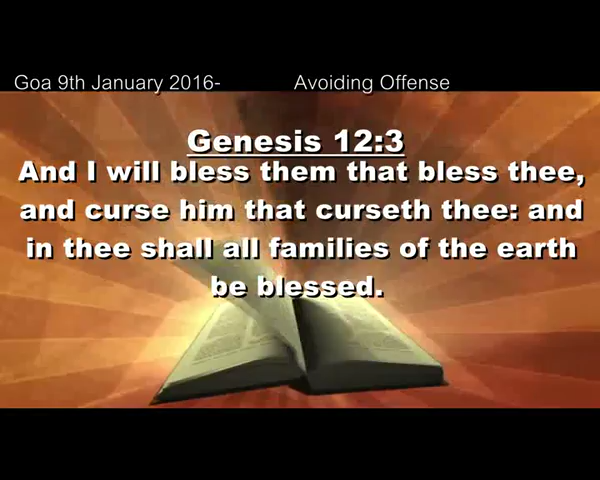 Goa 9th January 2016- Avoiding Offense
Genesis 12:3
And I will bless them that bless thee,
and curse him that curseth thee: and
in thee shall all families of the earth
be blessed.